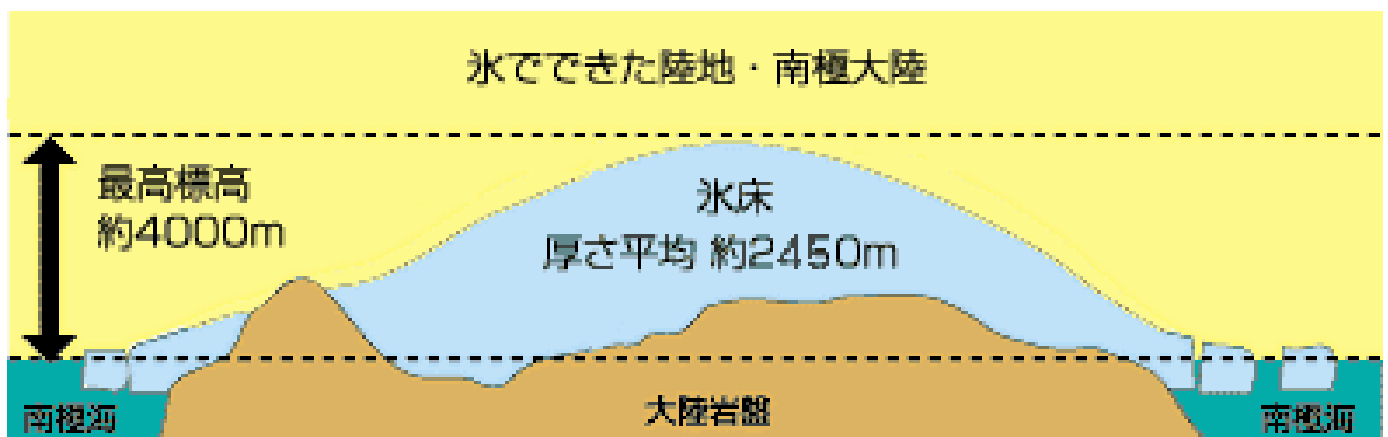 氷でできた陸地・南極大陸
最高標高
約4000m
氷床
厚さ平均 約2450m
南極海
大陸岩盤
南極海